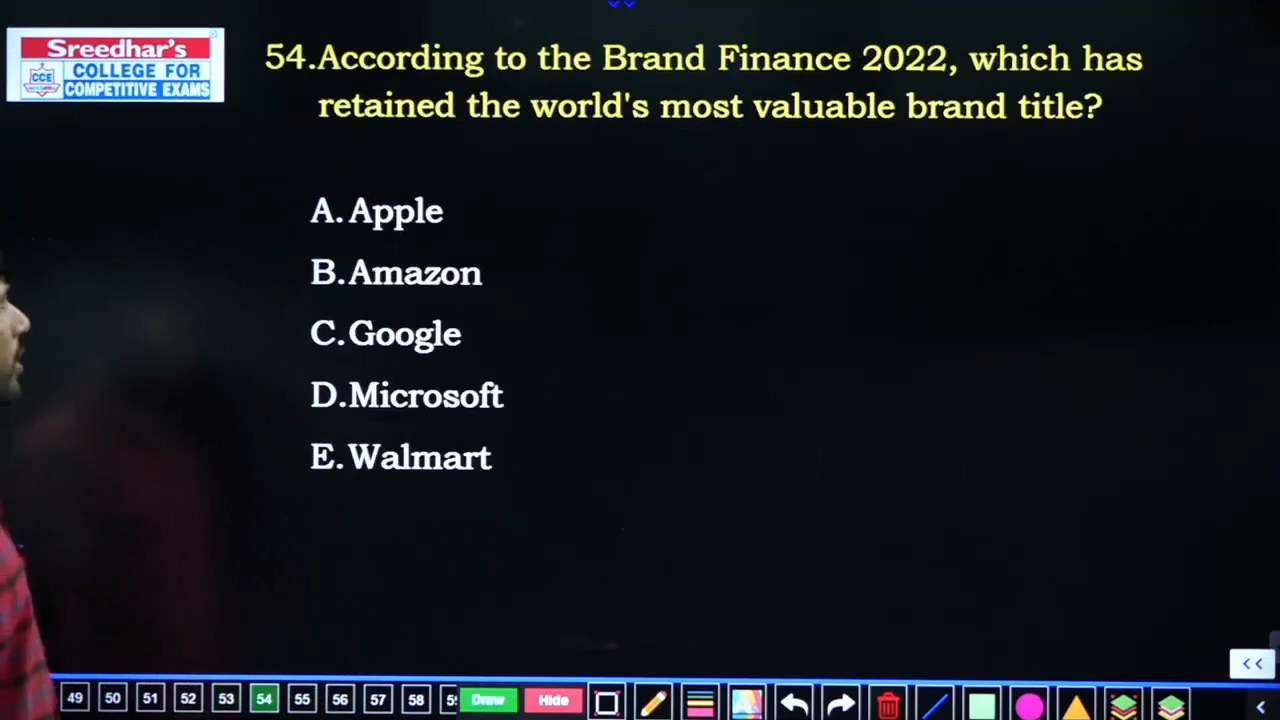 Sreedhar's
CCE
COLLEGE FOR
COMPETITIVE EXAMS
54.According to the Brand Finance 2022, which has
retained the world's most valuable brand title?
A. Apple
B. Amazon
C. Google
D. Microsoft
E. Walmart
49 50 51 52 53 54 55 56 57 58 Draw Hide